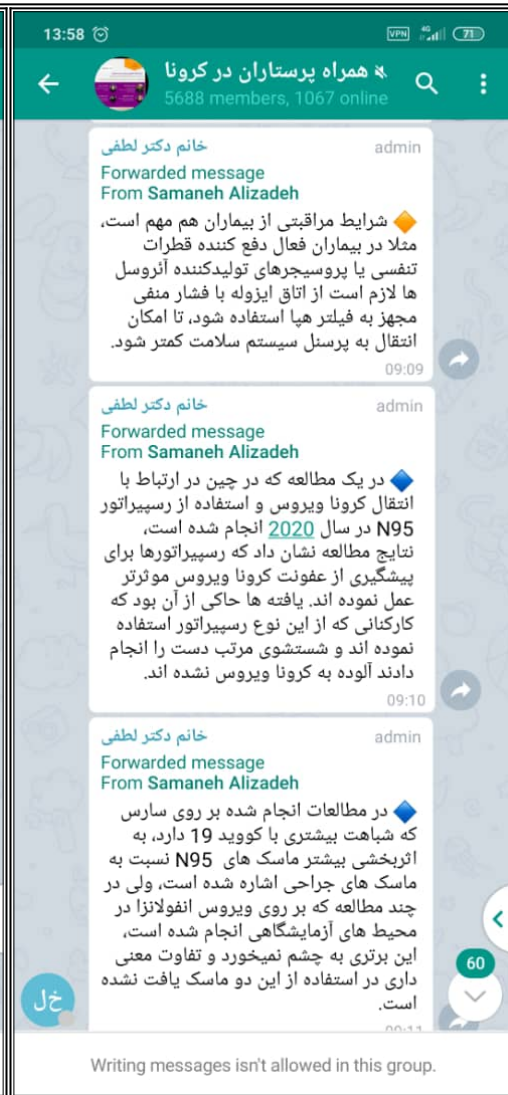 13:58
VPN 4G 71
همراه پرستاران در کرونا
5688 members, 1067 online
خانم دکتر لطفی admin
Forwarded message
From Samaneh Alizadeh
شرایط مراقبتی از بیماران هم مهم است،
مثلا در بیماران فعال دفع کننده قطرات
تنفسی یا پروسیجرهای تولیدکننده آئروسل
ها لازم است از اتاق ایزوله با فشار منفی
مجهز به فیلتر هپا استفاده شود، تا امکان
انتقال به پرسنل سیستم سلامت کمتر شود.
09:09
خانم دکتر لطفی admin
Forwarded message
From Samaneh Alizadeh
در یک مطالعه که در چین در ارتباط با
انتقال کرونا ویروس و استفاده از رسپیراتور
N95 در سال 2020 انجام شده است،
نتایج مطالعه نشان داد که رسپیراتورها برای
پیشگیری از عفونت کرونا ویروس موثرتر
عمل نموده اند. یافته ها حاکی از آن بود که
کارکنانی که از این نوع رسپیراتور استفاده
نموده اند و شستشوی مرتب دست را انجام
دادند آلوده به کرونا ویروس نشده اند.
09:10
خانم دکتر لطفی admin
Forwarded message
From Samaneh Alizadeh
در مطالعات انجام شده بر روی سارس
که شباهت بیشتری با کووید 19 دارد، به
اثربخشی بیشتر ماسک های N95 نسبت به
ماسک های جراحی اشاره شده است، ولی در
چند مطالعه که بر روی ویروس انفولانزا در
محیط های آزمایشگاهی انجام شده است،
این برتری به چشم نمیخورد و تفاوت معنی
داری در استفاده از این دو ماسک یافت نشده
است.
09:11
60
خ ل
Writing messages isn't allowed in this group.